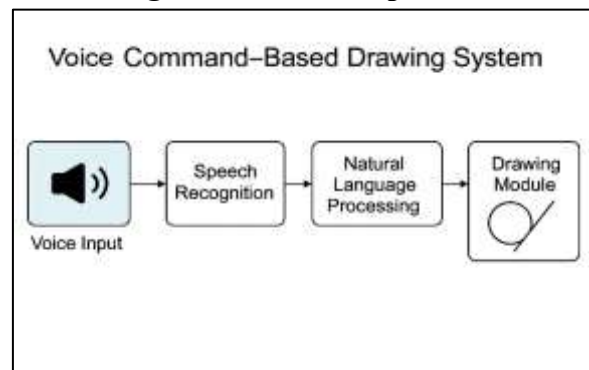 Voice Command–Based Drawing System
Voice Input
Speech
Recognition
Natural
Language
Processing
Drawing
Module